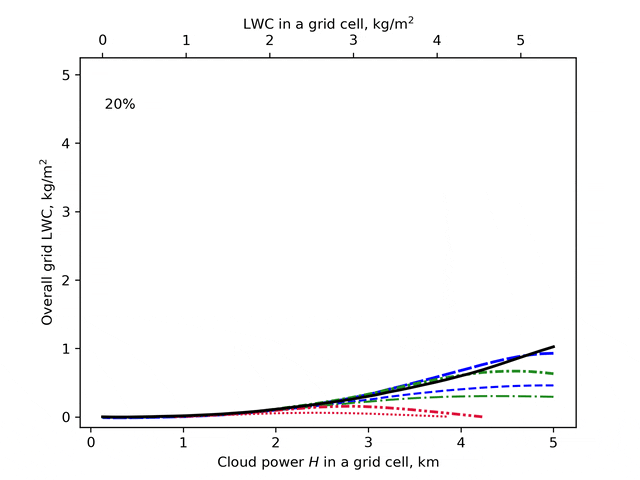 LWC in a grid cell, kg/m²
0 1 2 3 4 5
20%
5
4
3
2
1
0
Overall grid LWC, kg/m²
0 1 2 3 4 5
Cloud power H in a grid cell, km